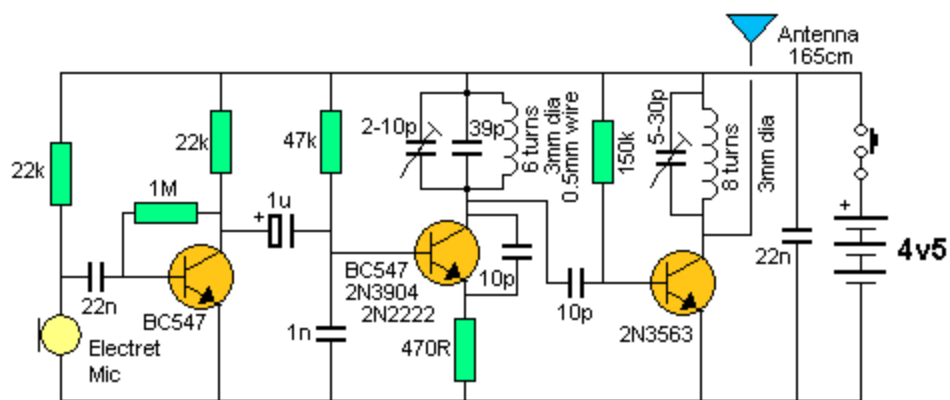 Antenna
165cm
22k
22k
47k
2-10p
39p
6 turns
3mm dia
0.5mm wire
150k
5-30p
8 turns
3mm dia
1M
+
1u
22n
BC547
Electret
Mic
1n
BC547
2N3904
2N2222
10p
470R
10p
2N3563
22n
+
4v5